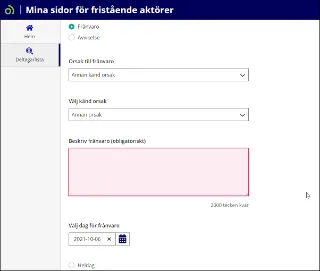 Mina sidor för fristående aktörer
Hem
Deltagarlista
Frånvaro
Avvikelse
Orsak till frånvaro
Annan känd orsak
Välj känd orsak
Annan orsak
Beskriv frånvaro (obligatoriskt)
2000 tecken kvar
Välj dag för frånvaro
2021-10-06
Heldag